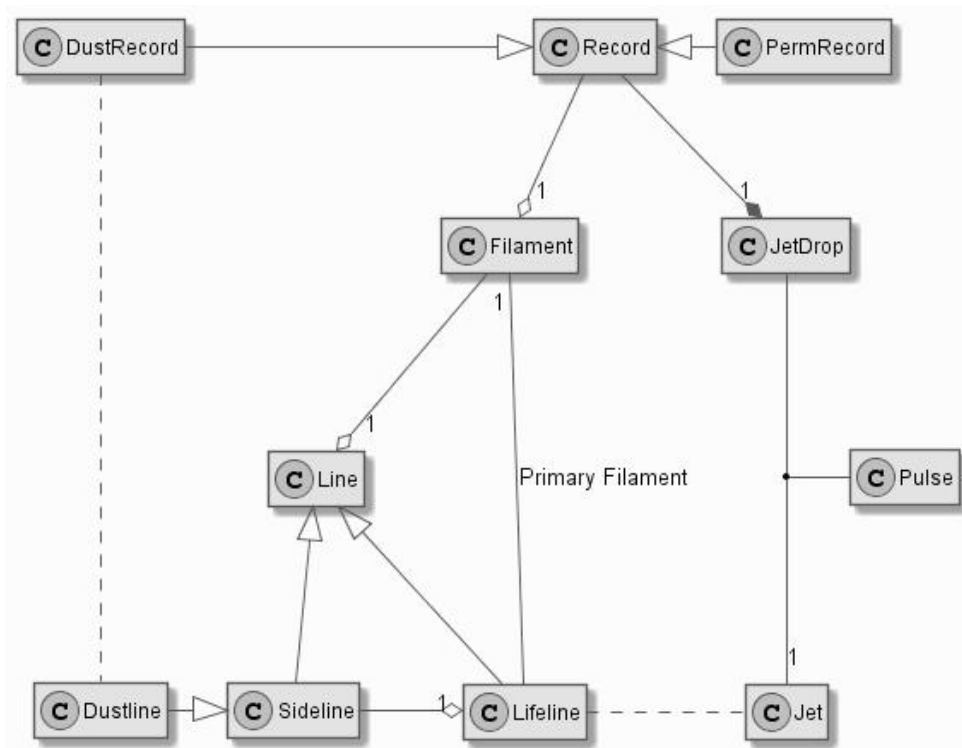 C DustRecord
C Record
C PermRecord
1
1
C Filament
C JetDrop
1
1
C Line
Primary Filament
C Pulse
1
C Dustline
C Sideline
1
C Lifeline
C Jet